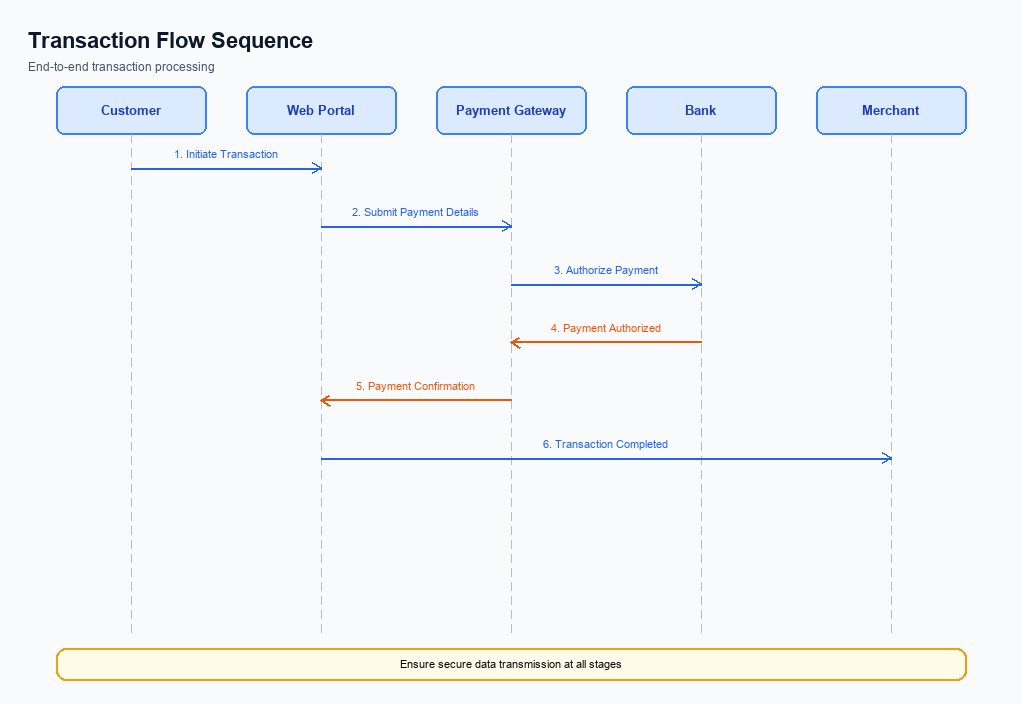 Transaction Flow Sequence
End-to-end transaction processing
Customer
Web Portal
Payment Gateway
Bank
Merchant
1. Initiate Transaction
2. Submit Payment Details
3. Authorize Payment
4. Payment Authorized
5. Payment Confirmation
6. Transaction Completed
Ensure secure data transmission at all stages